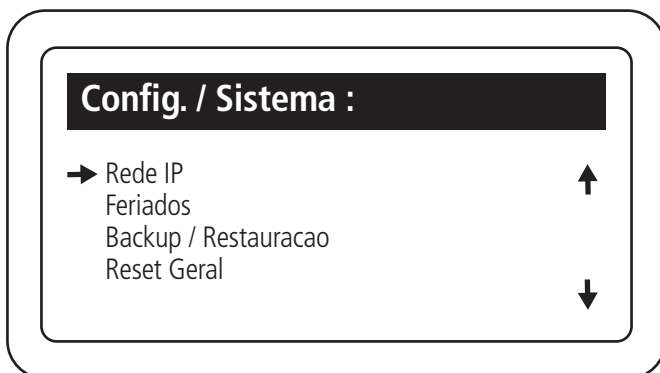 Config. / Sistema :
Rede IP
Feriados
Backup / Restauracao
Reset Geral